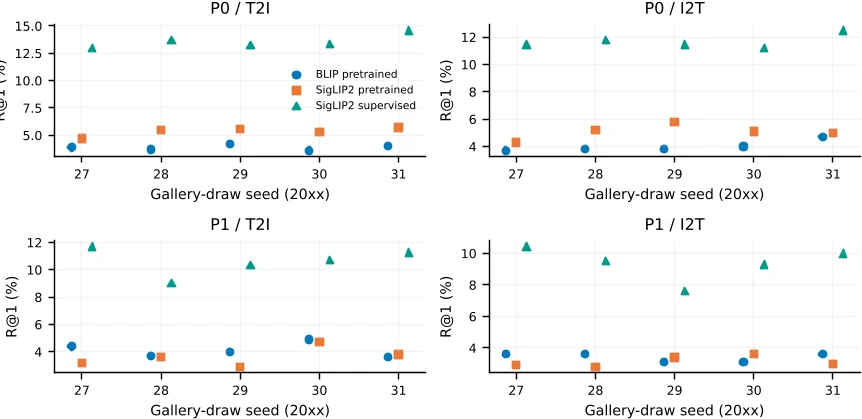 P0 / T2I
R@1 (%)
15.0
12.5
10.0
7.5
5.0
BLIP pretrained
SigLIP2 pretrained
SigLIP2 supervised
27 28 29 30 31
Gallery-draw seed (20xx)
P0 / I2T
R@1 (%)
12
10
8
6
4
27 28 29 30 31
Gallery-draw seed (20xx)
P1 / T2I
R@1 (%)
12
10
8
6
4
27 28 29 30 31
Gallery-draw seed (20xx)
P1 / I2T
R@1 (%)
10
8
6
4
27 28 29 30 31
Gallery-draw seed (20xx)